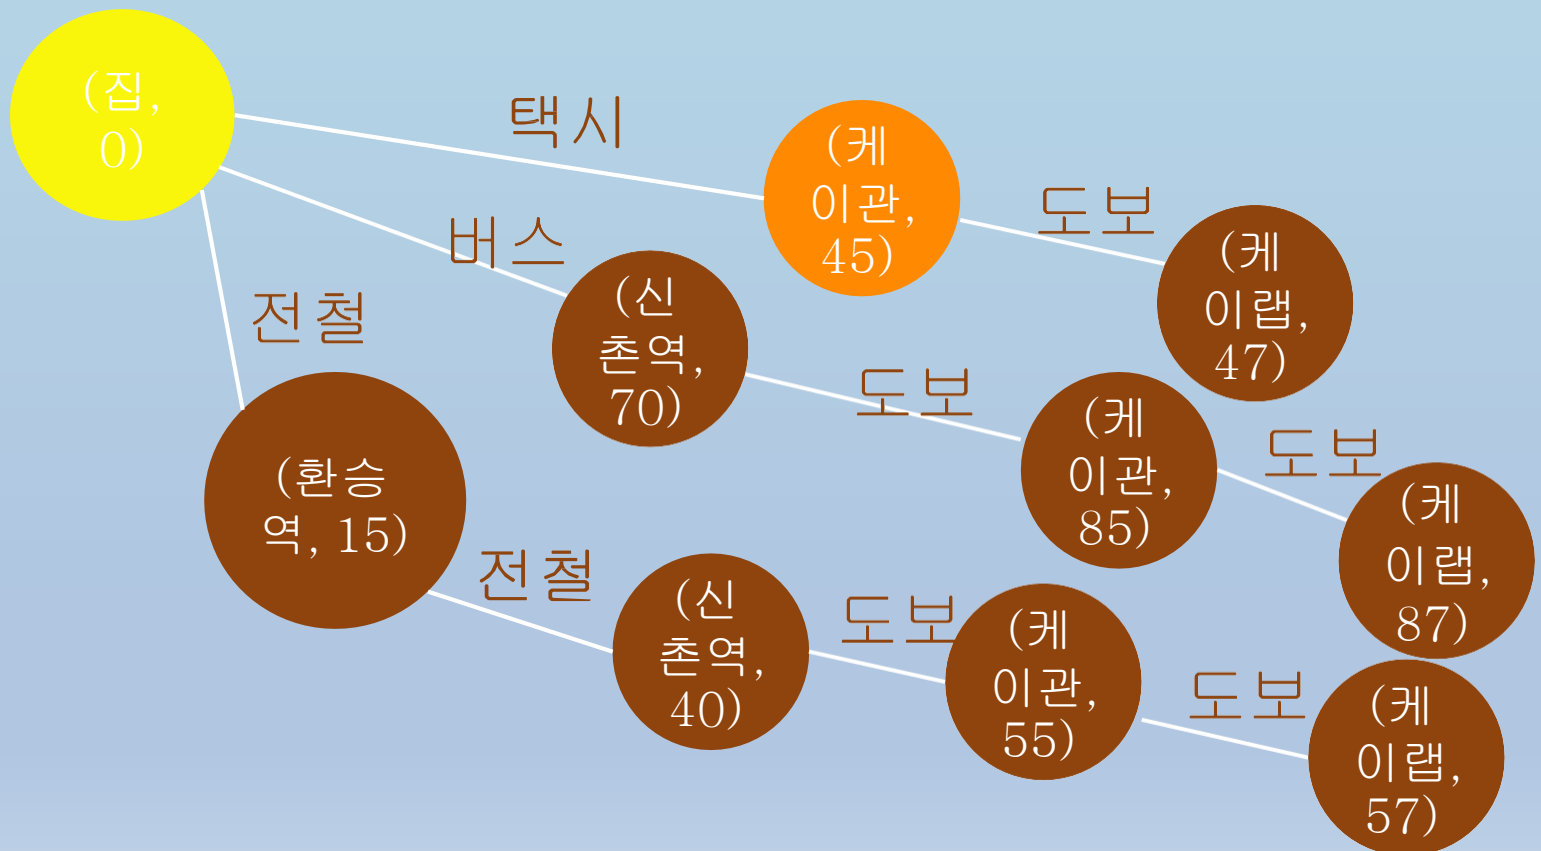 (집,
0)
택시
(케
이관,
45)
도보
(케
이랩,
47)
버스
(신
촌역,
70)
도보
(케
이관,
85)
도보
(케
이랩,
87)
전철
(환승
역, 15)
전철
(신
촌역,
40)
도보
(케
이관,
55)
도보
(케
이랩,
57)